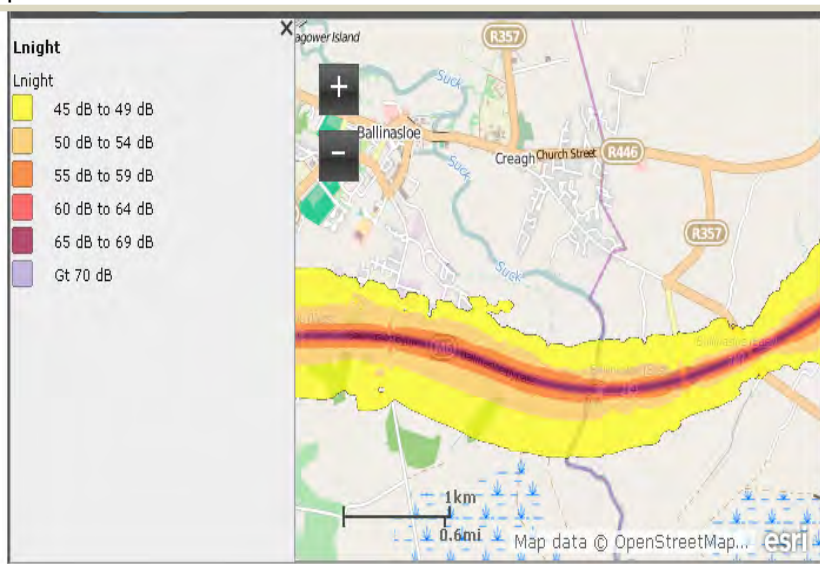 X
Lnight
Lnight
45 dB to 49 dB
50 dB to 54 dB
55 dB to 59 dB
60 dB to 64 dB
65 dB to 69 dB
Gt 70 dB
agower Island
R357
+
Suck
Ballinasloe
−
Creagh
Church Street
R446
Suck
R357
Suck
1km
0.6mi
Map data © OpenStreetMap...
esri